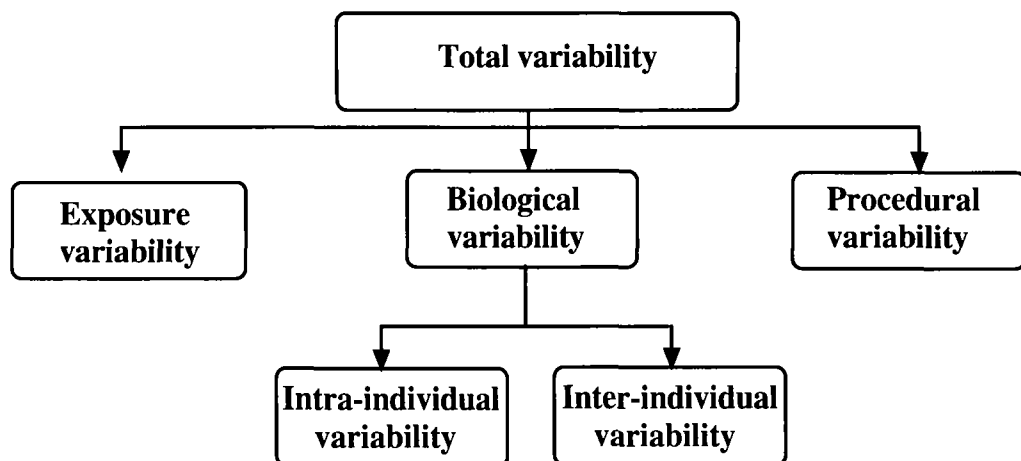 Total variability
Exposure
variability
Biological
variability
Procedural
variability
Intra-individual
variability
Inter-individual
variability